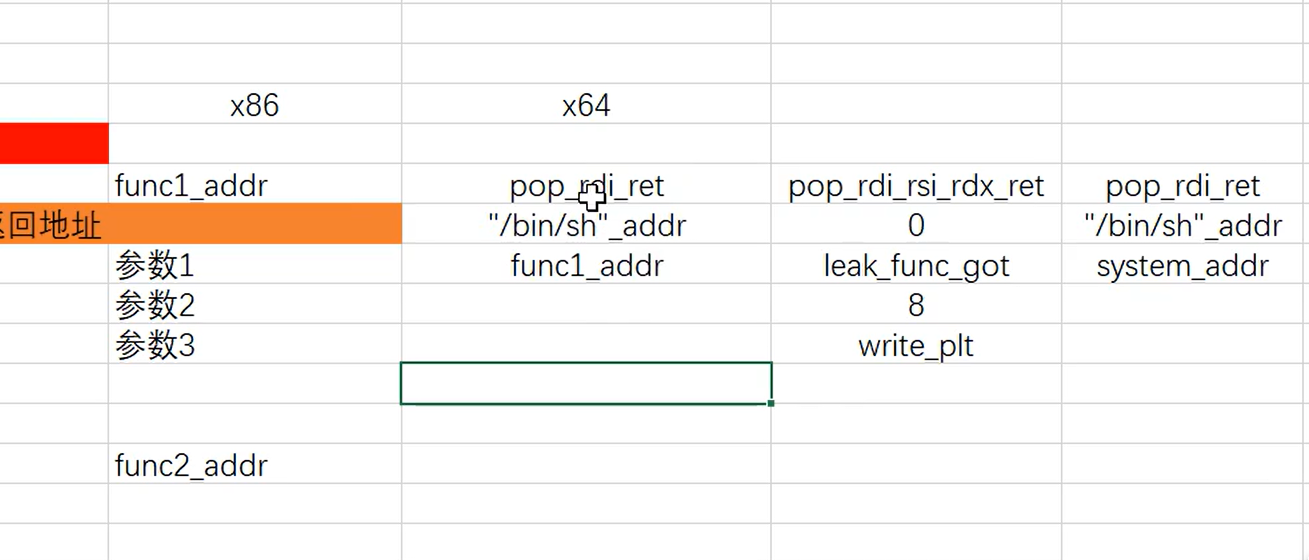 x86 x64
func1_addr pop_rdi_ret pop_rdi_rsi_rdx_ret pop_rdi_ret
回地址 "/bin/sh"_addr 0 "/bin/sh"_addr
参数1 func1_addr leak_func_got system_addr
参数2 8
参数3 write_plt
func2_addr